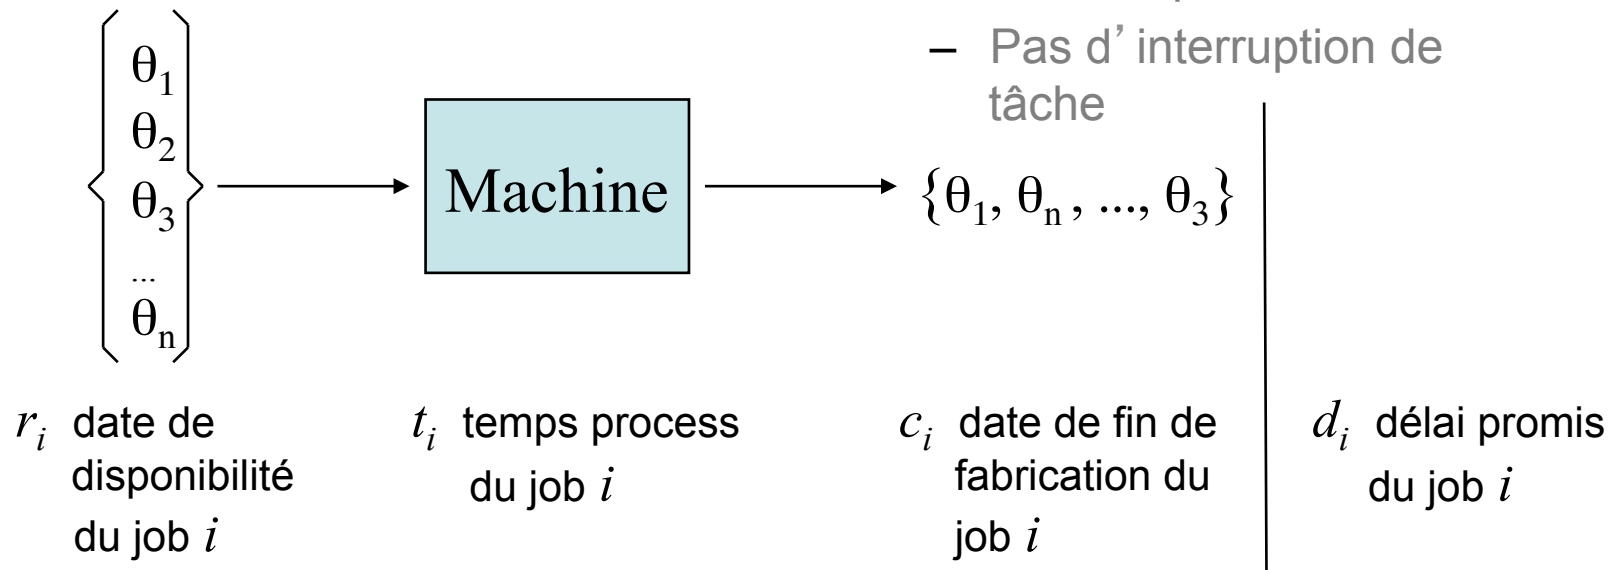 – Pas d’ interruption de
tâche
θ1
θ2
θ3
...
θn
Machine
{θ1, θn , ..., θ3}
ri date de
disponibilité
du job i
ti temps process
du job i
ci date de fin de
fabrication du
job i
di délai promis
du job i